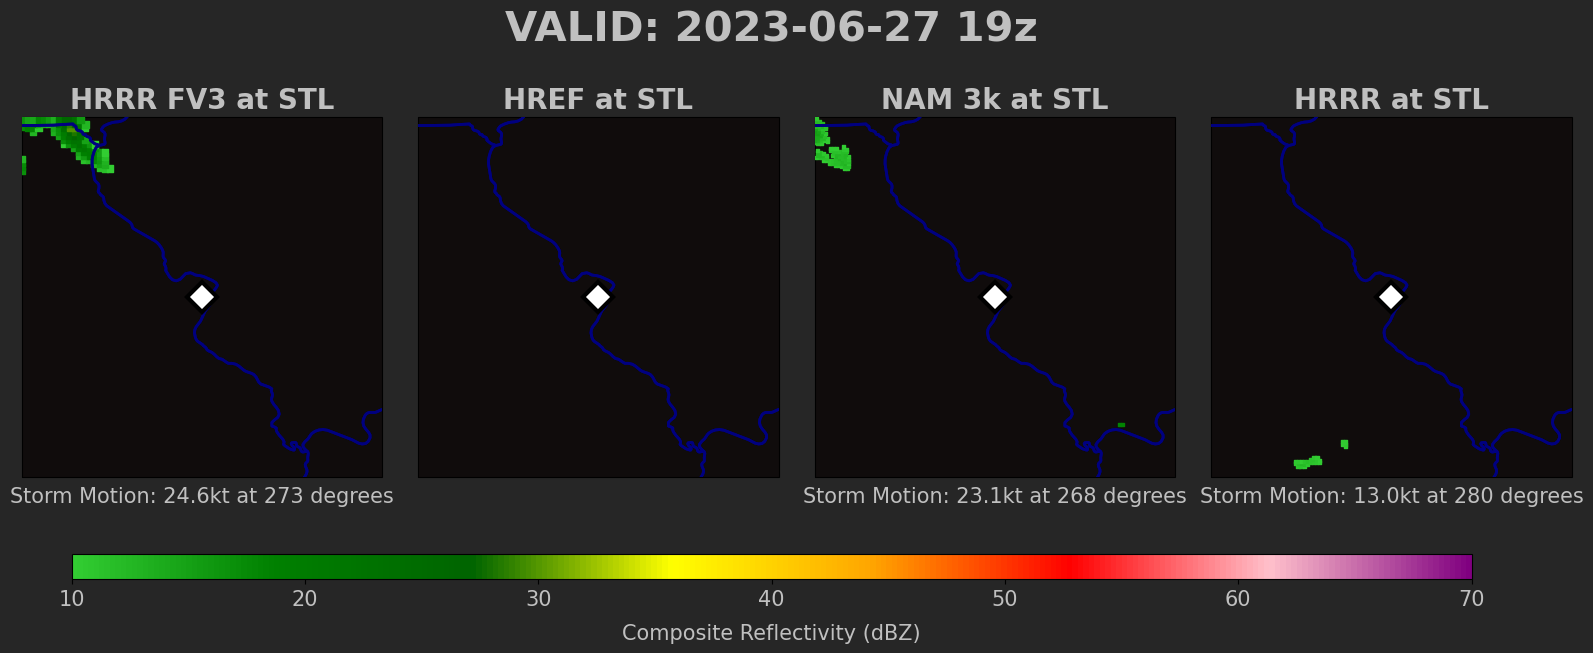 VALID: 2023-06-27 19z
HRRR FV3 at STL
HREF at STL
NAM 3k at STL
HRRR at STL
Storm Motion: 24.6kt at 273 degrees
Storm Motion: 23.1kt at 268 degrees
Storm Motion: 13.0kt at 280 degrees
10 20 30 40 50 60 70
Composite Reflectivity (dBZ)